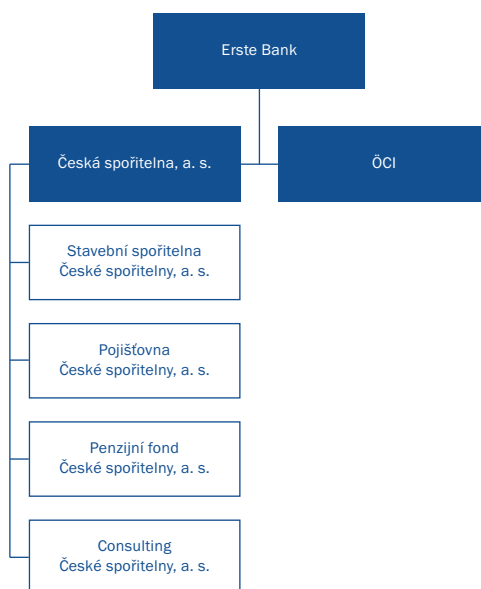 Erste Bank
Česká spořitelna, a. s.
ÖCI
Stavební spořitelna
České spořitelny, a. s.
Pojišťovna
České spořitelny, a. s.
Penzijní fond
České spořitelny, a. s.
Consulting
České spořitelny, a. s.